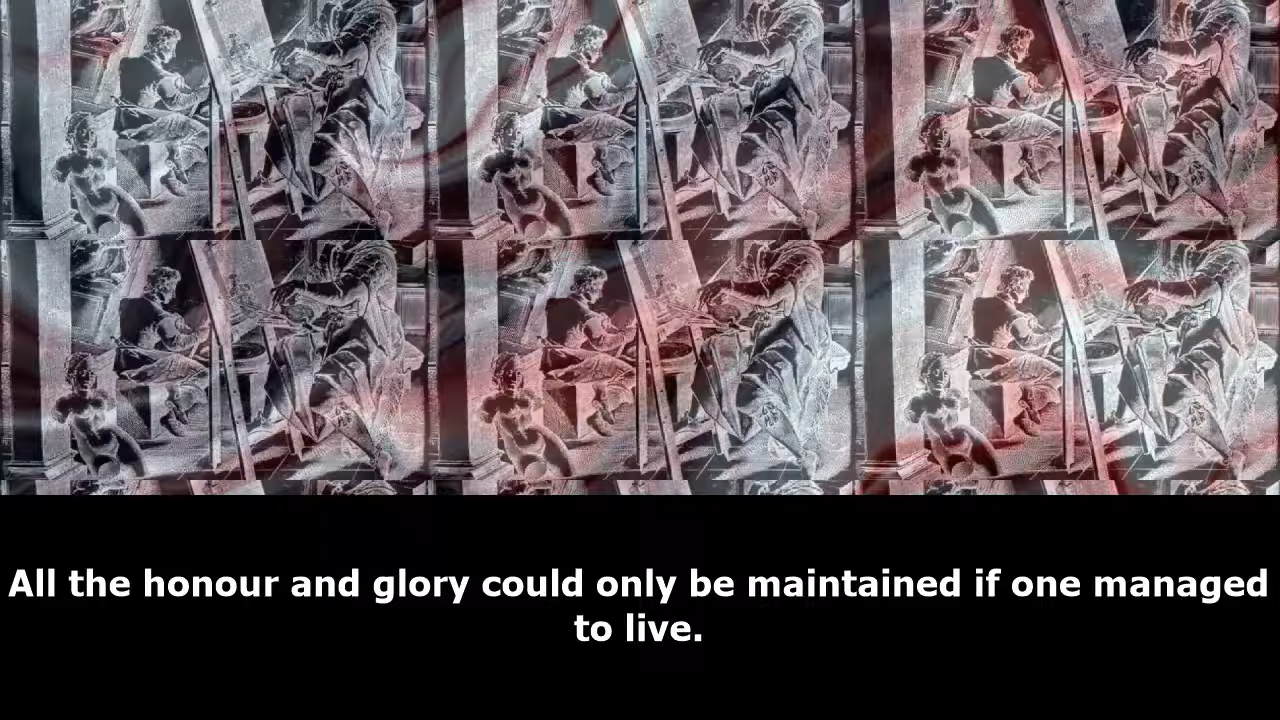 All the honour and glory could only be maintained if one managed
to live.